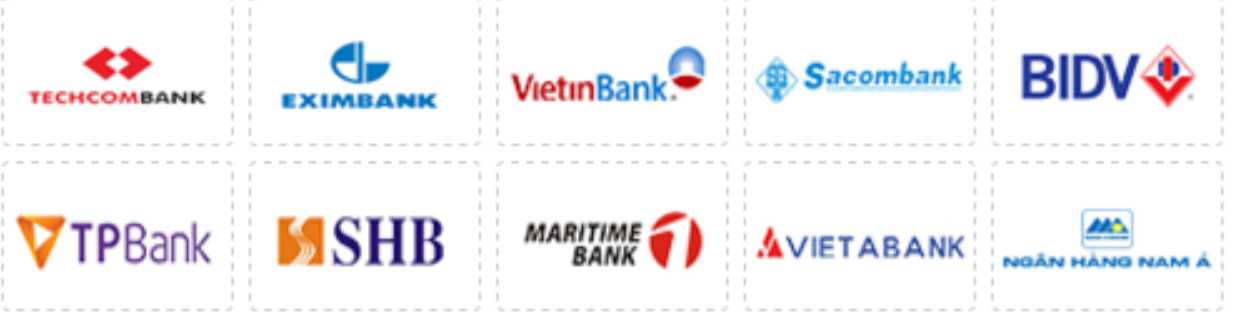 TECHCOMBANK
EXIMBANK
VietinBank
Sacombank
BIDV
TPBank
SHB
MARITIME
BANK
VIETABANK
NGÂN HÀNG NAM Á